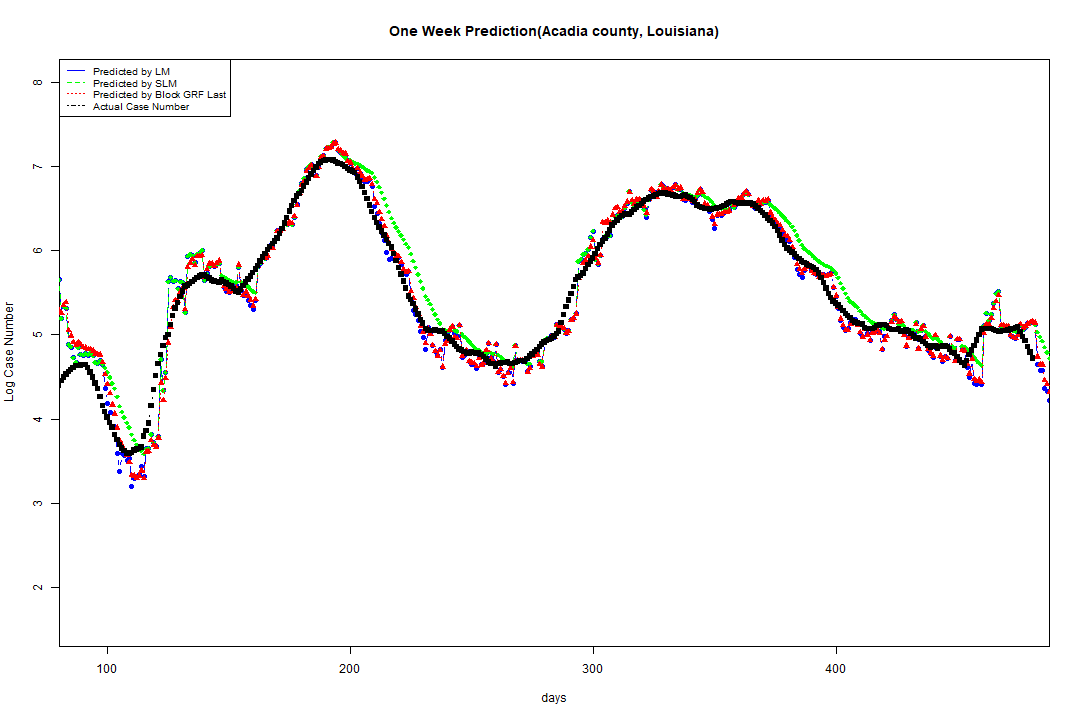 One Week Prediction(Acadia county, Louisiana)
Predicted by LM
Predicted by SLM
Predicted by Block GRF Last
Actual Case Number
8
7
6
5
4
3
2
Log Case Number
100 200 300 400
days